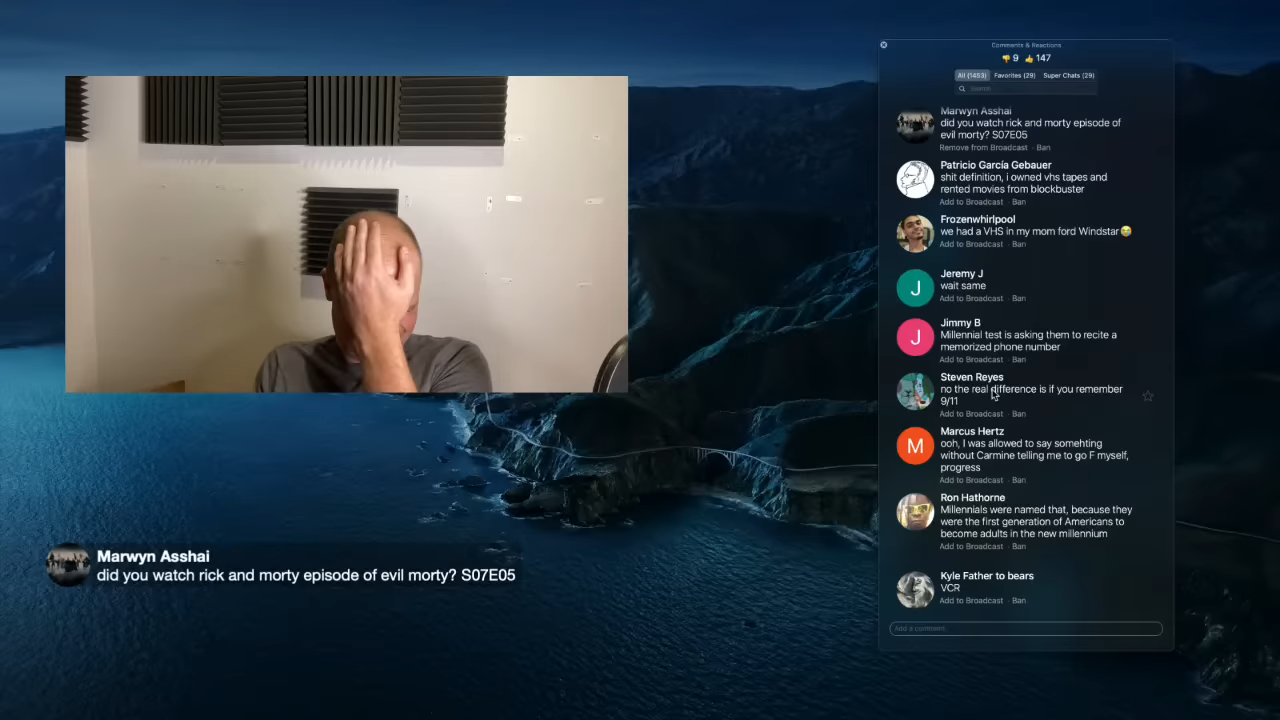 Comments & Reactions
👎 9 👍 147
All (1453) Favorites (29) Super Chats (29)
Search
Marwyn Asshai
did you watch rick and morty episode of
evil morty? S07E05
Remove from Broadcast · Ban
Patricio García Gebauer
shit definition, i owned vhs tapes and
rented movies from blockbuster
Add to Broadcast · Ban
Frozenwhirlpool
we had a VHS in my mom ford Windstar😂
Add to Broadcast · Ban
J
Jeremy J
wait same
Add to Broadcast · Ban
J
Jimmy B
Millennial test is asking them to recite a
memorized phone number
Add to Broadcast · Ban
Steven Reyes
no the real difference is if you remember
9/11
Add to Broadcast · Ban
M
Marcus Hertz
ooh, I was allowed to say somehting
without Carmine telling me to go F myself,
progress
Add to Broadcast · Ban
Ron Hathorne
Millennials were named that, because they
were the first generation of Americans to
become adults in the new millennium
Add to Broadcast · Ban
Kyle Father to bears
VCR
Add to Broadcast · Ban
Add a comment
Marwyn Asshai
did you watch rick and morty episode of evil morty? S07E05